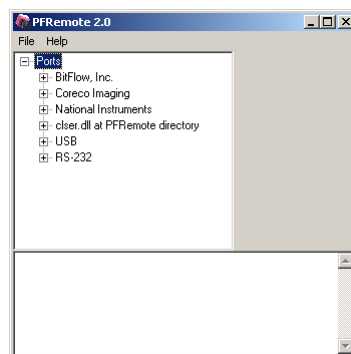 PFRemote 2.0
File Help
Ports
BitFlow, Inc.
Coreco Imaging
National Instruments
clser.dll at PFRemote directory
USB
RS-232